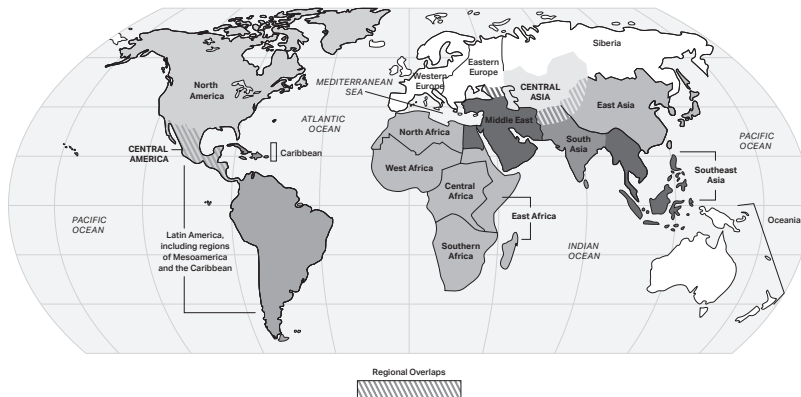 Siberia
Eastern
Europe
Western
Europe
North
America
MEDITERRANEAN
SEA
CENTRAL
ASIA
East Asia
ATLANTIC
OCEAN
Middle East
North Africa
South
Asia
PACIFIC
OCEAN
CENTRAL
AMERICA
Caribbean
West Africa
Southeast
Asia
Central
Africa
PACIFIC
OCEAN
East Africa
Oceania
Latin America,
including regions
of Mesoamerica
and the Caribbean
Southern
Africa
INDIAN
OCEAN
Regional Overlaps